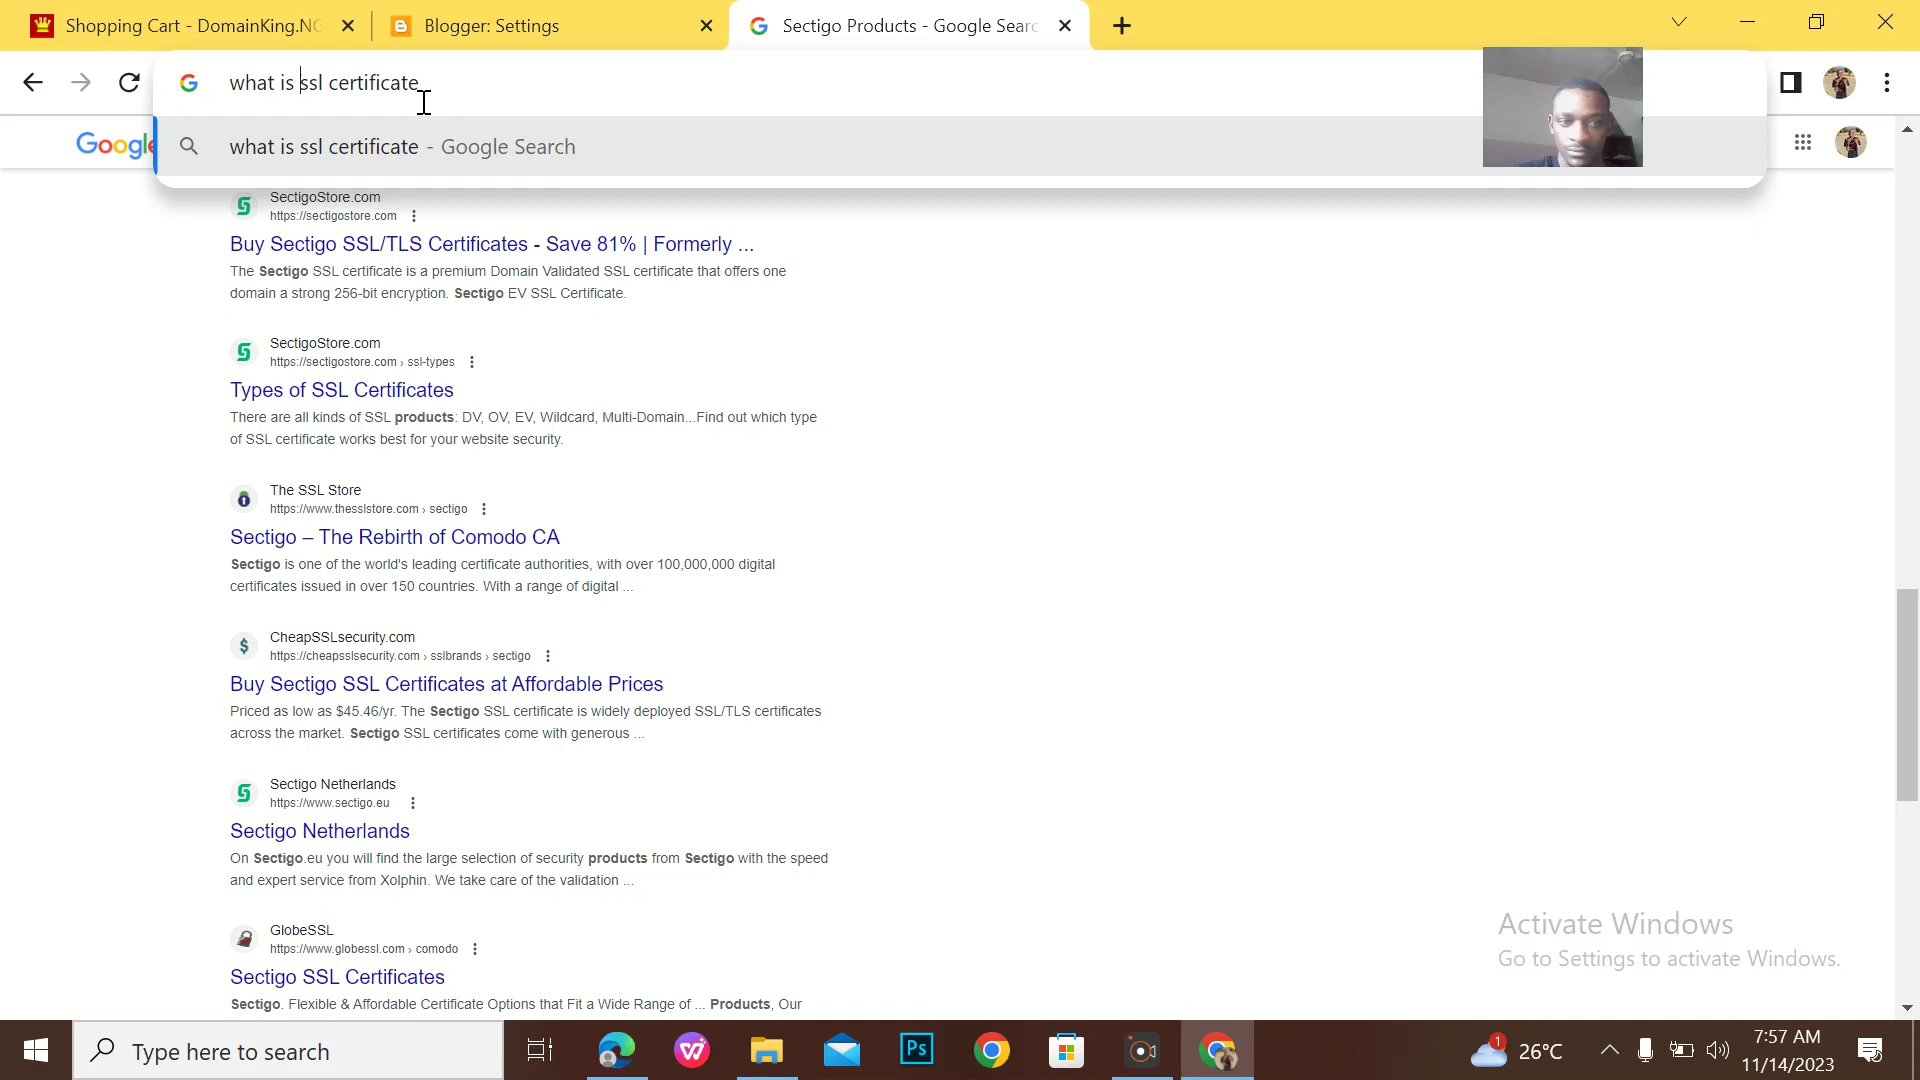 Shopping Cart - DomainKing.NG
Blogger: Settings
Sectigo Products - Google Searc
what is ssl certificate
Google
what is ssl certificate - Google Search
SectigoStore.com
https://sectigostore.com
Buy Sectigo SSL/TLS Certificates - Save 81% | Formerly ...
The Sectigo SSL certificate is a premium Domain Validated SSL certificate that offers one
domain a strong 256-bit encryption. Sectigo EV SSL Certificate.
SectigoStore.com
https://sectigostore.com › ssl-types
Types of SSL Certificates
There are all kinds of SSL products: DV, OV, EV, Wildcard, Multi-Domain...Find out which type
of SSL certificate works best for your website security.
The SSL Store
https://www.thesslstore.com › sectigo
Sectigo – The Rebirth of Comodo CA
Sectigo is one of the world's leading certificate authorities, with over 100,000,000 digital
certificates issued in over 150 countries. With a range of digital ...
CheapSSLsecurity.com
https://cheapsslsecurity.com › sslbrands › sectigo
Buy Sectigo SSL Certificates at Affordable Prices
Priced as low as $45.46/yr. The Sectigo SSL certificate is widely deployed SSL/TLS certificates
across the market. Sectigo SSL certificates come with generous ...
Sectigo Netherlands
https://www.sectigo.eu
Sectigo Netherlands
On Sectigo.eu you will find the large selection of security products from Sectigo with the speed
and expert service from Xolphin. We take care of the validation ...
GlobeSSL
https://www.globessl.com › comodo
Sectigo SSL Certificates
Sectigo. Flexible & Affordable Certificate Options that Fit a Wide Range of ... Products, Our
Activate Windows
Go to Settings to activate Windows.
Type here to search
Ps
1
26°C
7:57 AM
11/14/2023